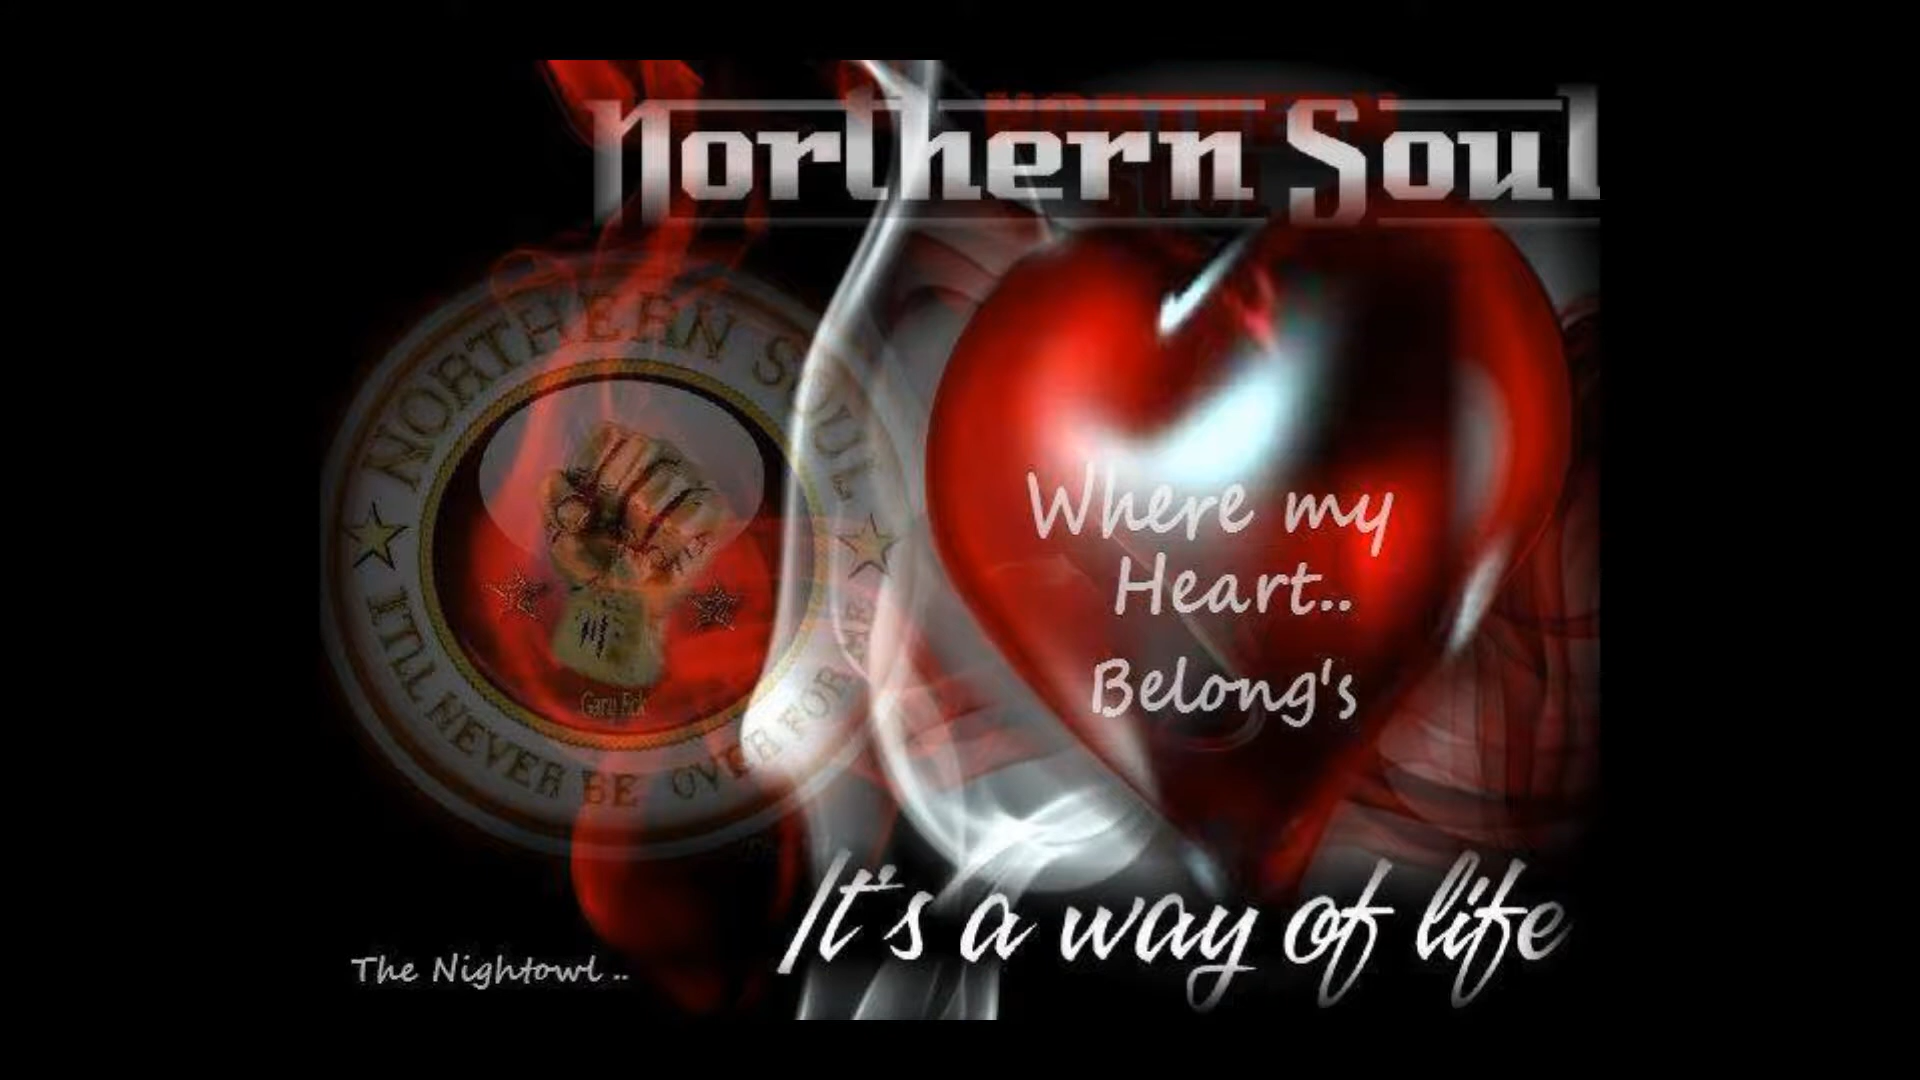 Northern Soul
NORTHERN SOUL
IT'LL NEVER BE OVER FOR ME
Where my
Heart..
Belong's
It's a way of life
The Nightowl ..